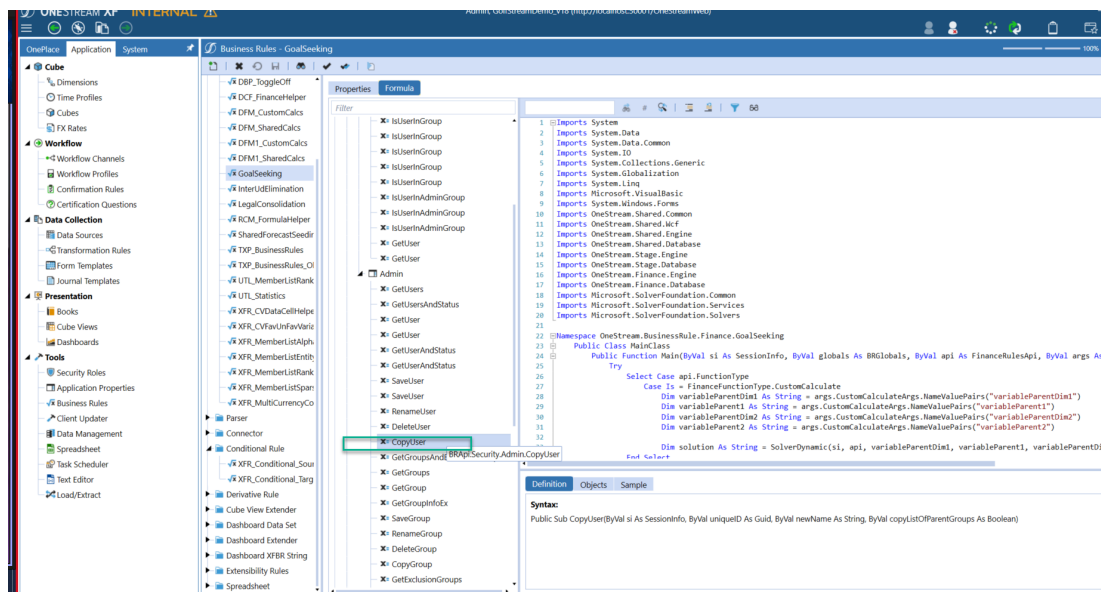 ONESTREAM XF INTERNAL
Admin, GolfStreamDemo_v18 (http://localhost:50001/OneStreamWeb)
100%
OnePlace Application System
Cube
Dimensions
Time Profiles
Cubes
FX Rates
Workflow
Workflow Channels
Workflow Profiles
Confirmation Rules
Certification Questions
Data Collection
Data Sources
Transformation Rules
Form Templates
Journal Templates
Presentation
Books
Cube Views
Dashboards
Tools
Security Roles
Application Properties
Business Rules
Client Updater
Data Management
Spreadsheet
Task Scheduler
Text Editor
Load/Extract
Business Rules - GoalSeeking
DBP_ToggleOff
DCF_FinanceHelper
DFM_CustomCalcs
DFM_SharedCalcs
DFM1_CustomCalcs
DFM1_SharedCalcs
GoalSeeking
InterUdElimination
LegalConsolidation
RCM_FormulaHelper
SharedForecastSeedir
TXP_BusinessRules
TXP_BusinessRules_Ol
UTL_MemberListRank
UTL_Statistics
XFR_CVDataCellHelpe
XFR_CVFavUnFavVaria
XFR_MemberListAlpha
XFR_MemberListEntity
XFR_MemberListRank
XFR_MemberListSpars
XFR_MultiCurrencyCo
Parser
Connector
Conditional Rule
XFR_Conditional_Sour
XFR_Conditional_Targ
Derivative Rule
Cube View Extender
Dashboard Data Set
Dashboard Extender
Dashboard XFBR String
Extensibility Rules
Spreadsheet
Properties Formula
Filter
IsUserInGroup
IsUserInGroup
IsUserInGroup
IsUserInGroup
IsUserInGroup
IsUserInAdminGroup
IsUserInAdminGroup
IsUserInAdminGroup
GetUser
GetUser
Admin
GetUsers
GetUsersAndStatus
GetUser
GetUser
GetUserAndStatus
GetUserAndStatus
SaveUser
SaveUser
RenameUser
DeleteUser
CopyUser
BRApi.Security.Admin.CopyUser
GetGroupsAndE
GetGroups
GetGroup
GetGroupInfoEx
SaveGroup
RenameGroup
DeleteGroup
CopyGroup
GetExclusionGroups
1 Imports System
2 Imports System.Data
3 Imports System.Data.Common
4 Imports System.IO
5 Imports System.Collections.Generic
6 Imports System.Globalization
7 Imports System.Linq
8 Imports Microsoft.VisualBasic
9 Imports System.Windows.Forms
10 Imports OneStream.Shared.Common
11 Imports OneStream.Shared.Wcf
12 Imports OneStream.Shared.Engine
13 Imports OneStream.Shared.Database
14 Imports OneStream.Stage.Engine
15 Imports OneStream.Stage.Database
16 Imports OneStream.Finance.Engine
17 Imports OneStream.Finance.Database
18 Imports Microsoft.SolverFoundation.Common
19 Imports Microsoft.SolverFoundation.Services
20 Imports Microsoft.SolverFoundation.Solvers
21
22 Namespace OneStream.BusinessRule.Finance.GoalSeeking
23 Public Class MainClass
24 Public Function Main(ByVal si As SessionInfo, ByVal globals As BRGlobals, ByVal api As FinanceRulesApi, ByVal args As
25 Try
26 Select Case api.FunctionType
27 Case Is = FinanceFunctionType.CustomCalculate
28 Dim variableParentDim1 As String = args.CustomCalculateArgs.NameValuePairs("variableParentDim1")
29 Dim variableParent1 As String = args.CustomCalculateArgs.NameValuePairs("variableParent1")
30 Dim variableParentDim2 As String = args.CustomCalculateArgs.NameValuePairs("variableParentDim2")
31 Dim variableParent2 As String = args.CustomCalculateArgs.NameValuePairs("variableParent2")
32
33 Dim solution As String = SolverDynamic(si, api, variableParentDim1, variableParent1, variableParentDi
End Select
Definition Objects Sample
Syntax:
Public Sub CopyUser(ByVal si As SessionInfo, ByVal uniqueID As Guid, ByVal newName As String, ByVal copyListOfParentGroups As Boolean)